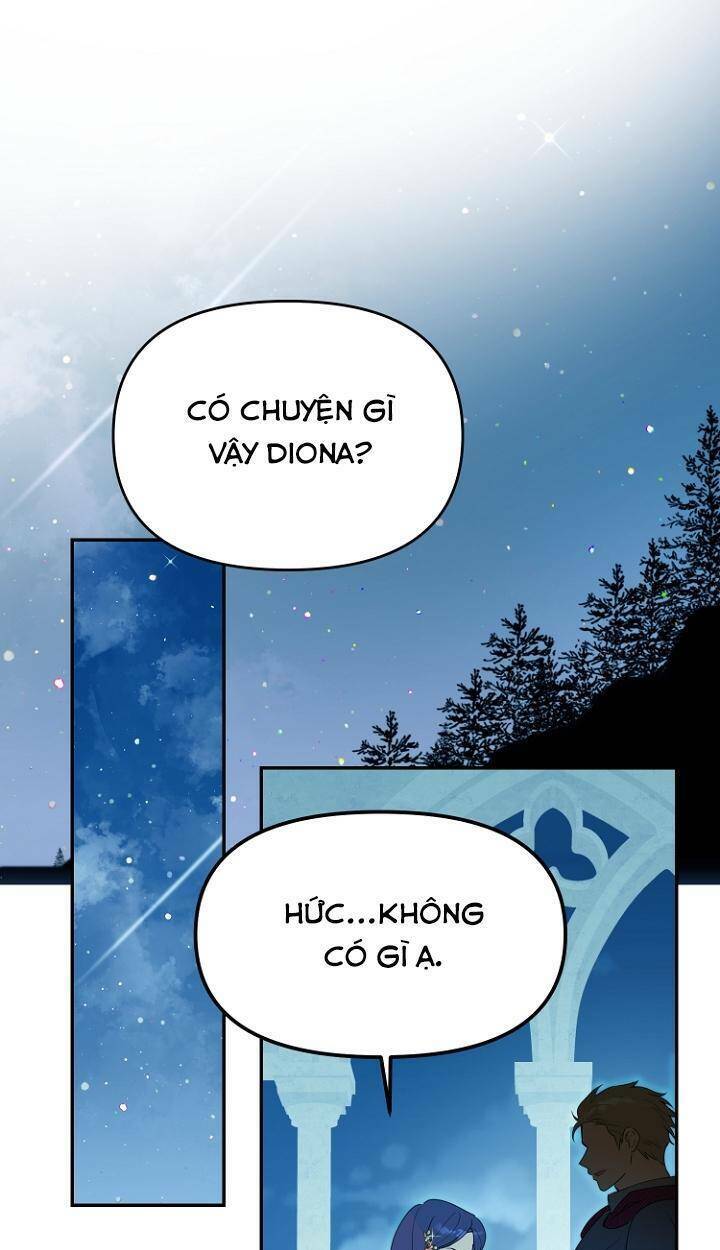 CÓ CHUYỆN GÌ
VẬY DIONA?
HỨC...KHÔNG
CÓ GÌ Ạ.